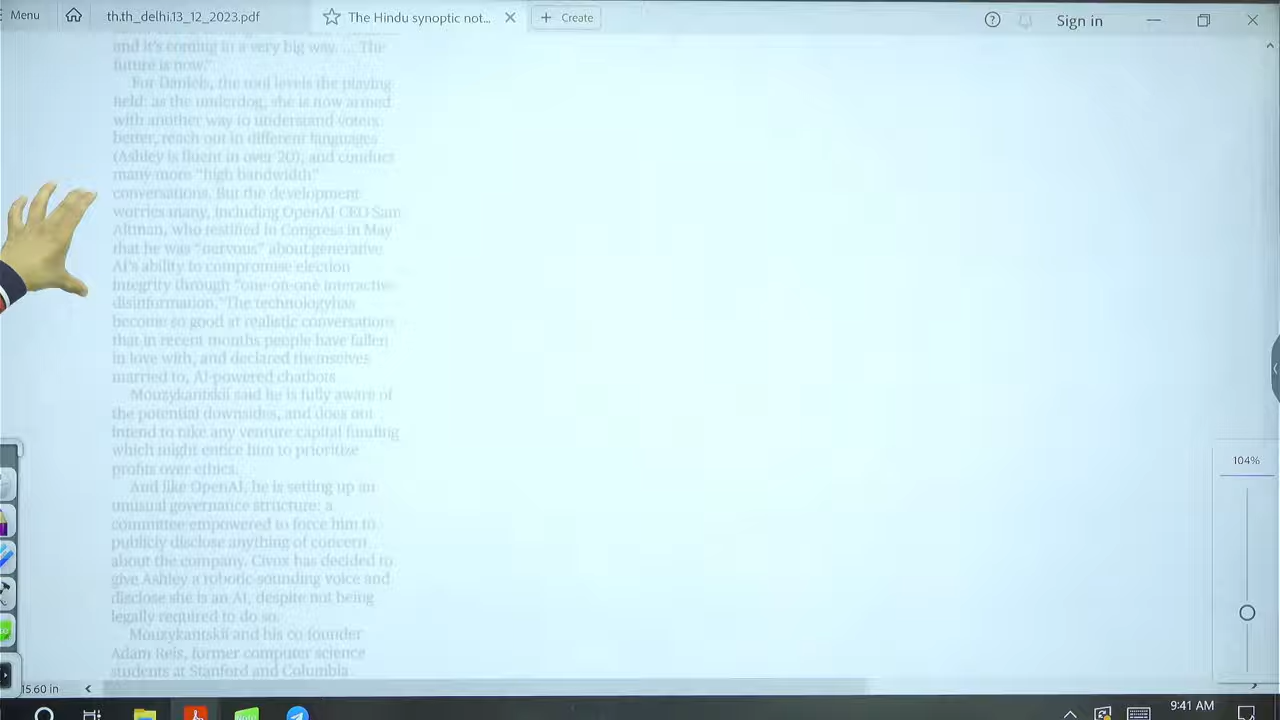 Menu
th.th_delhi.13_12_2023.pdf
The Hindu synoptic not...
Create
Sign in
and it's coming in a very big way. ... The
future is now."
For Daniels, the tool levels the playing
field: as the underdog, she is now armed
with another way to understand voters
better, reach out in different languages
(Ashley is fluent in over 20), and conduct
many more "high bandwidth"
conversations. But the development
worries many, including OpenAI CEO Sam
Altman, who testified in Congress in May
that he was "nervous" about generative
AI's ability to compromise election
integrity through "one-on-one interactive
disinformation."The technologyhas
become so good at realistic conversations
that in recent months people have fallen
in love with, and declared themselves
married to, AI-powered chatbots
Mouzykantskii said he is fully aware of
the potential downsides, and does not
intend to take any venture capital funding
which might entice him to prioritize
profits over ethics.
And like OpenAI, he is setting up an
unusual governance structure: a
committee empowered to force him to
publicly disclose anything of concern
about the company. Civox has decided to
give Ashley a robotic-sounding voice and
disclose she is an AI, despite not being
legally required to do so.
Mouzykantskii and his co founder
Adam Reis, former computer science
students at Stanford and Columbia
104%
15.60 in
9:41 AM